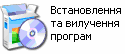 Встановлення
та вилучення
програм